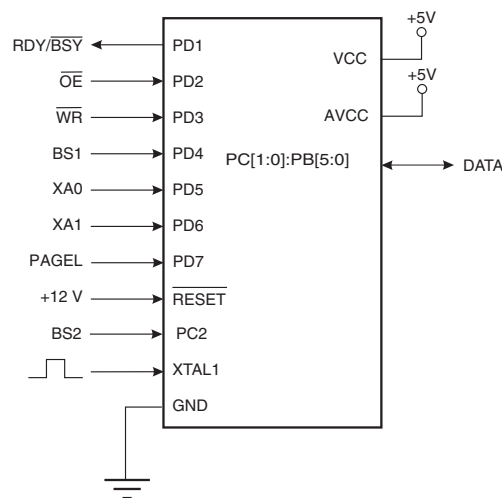 +5V
RDY/BSY
PD1
VCC
OE
PD2
+5V
WR
PD3
AVCC
BS1
PD4
PC[1:0]:PB[5:0]
DATA
XA0
PD5
XA1
PD6
PAGEL
PD7
+12 V
RESET
BS2
PC2
XTAL1
GND